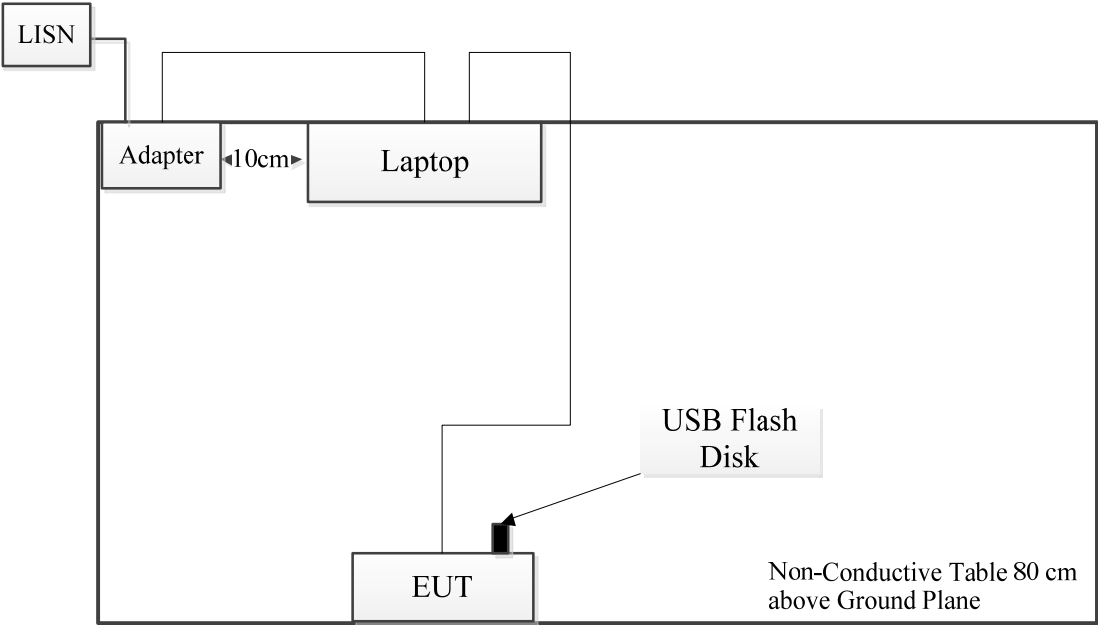 LISN
Adapter
10cm
Laptop
USB Flash
Disk
EUT
Non-Conductive Table 80 cm
above Ground Plane